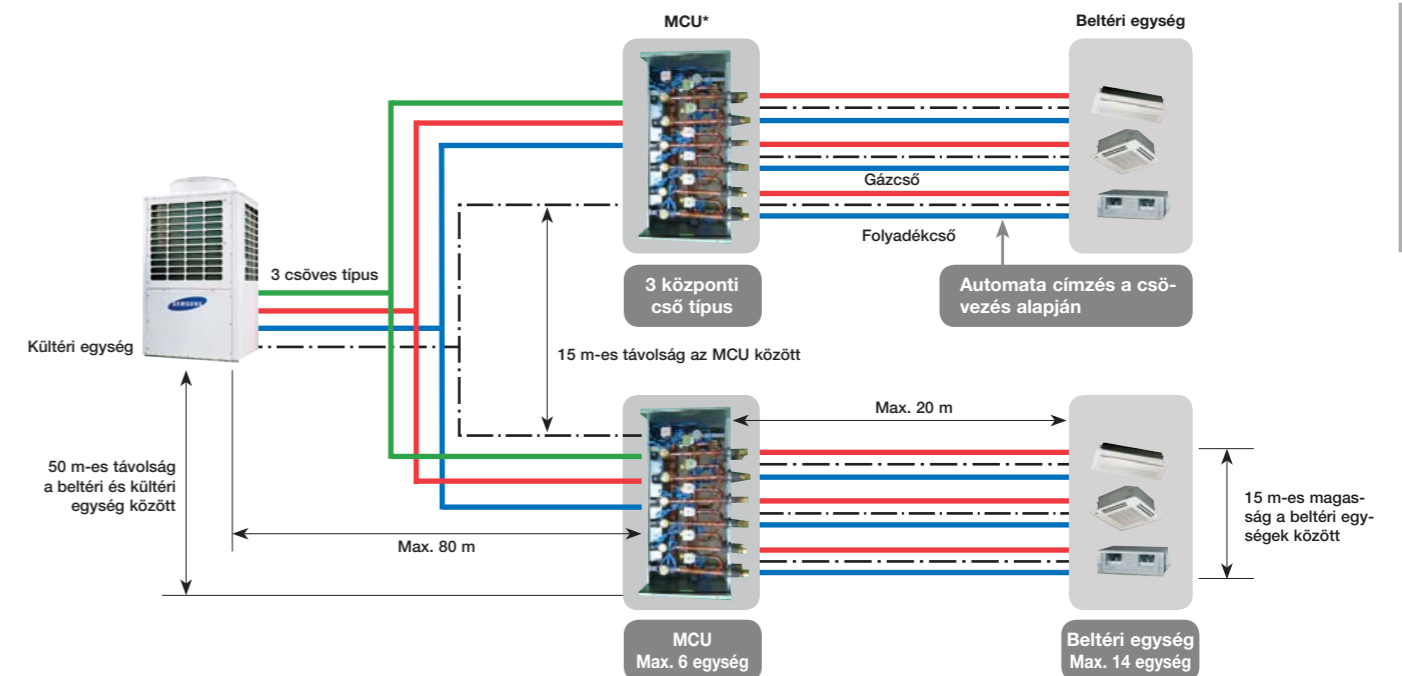 MCU*
Beltéri egység
Gázcső
Folyadékcső
3 csöves típus
SAMSUNG
3 központi
cső típus
Automata címzés a csö-
vezés alapján
Kültéri egység
15 m-es távolság az MCU között
Max. 20 m
50 m-es távolság
a beltéri és kültéri
egység között
15 m-es magas-
ság a beltéri egy-
ségek között
Max. 80 m
MCU
Max. 6 egység
Beltéri egység
Max. 14 egység